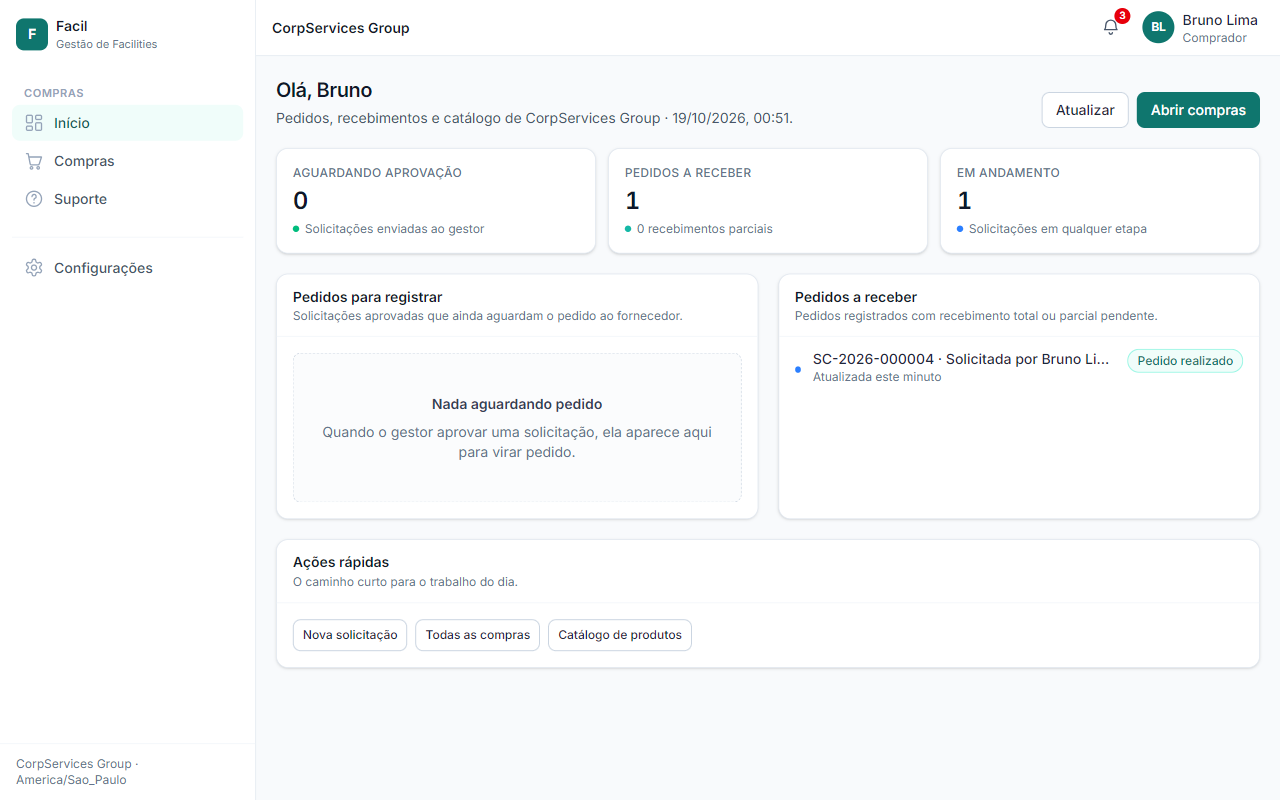 F
Facil
Gestão de Facilities
COMPRAS
Início
Compras
Suporte
Configurações
CorpServices Group ·
America/Sao_Paulo
CorpServices Group
3
BL
Bruno Lima
Comprador
Olá, Bruno
Pedidos, recebimentos e catálogo de CorpServices Group · 19/10/2026, 00:51.
Atualizar
Abrir compras
AGUARDANDO APROVAÇÃO
0
Solicitações enviadas ao gestor
PEDIDOS A RECEBER
1
0 recebimentos parciais
EM ANDAMENTO
1
Solicitações em qualquer etapa
Pedidos para registrar
Solicitações aprovadas que ainda aguardam o pedido ao fornecedor.
Nada aguardando pedido
Quando o gestor aprovar uma solicitação, ela aparece aqui
para virar pedido.
Pedidos a receber
Pedidos registrados com recebimento total ou parcial pendente.
SC-2026-000004 · Solicitada por Bruno Li...
Pedido realizado
Atualizada este minuto
Ações rápidas
O caminho curto para o trabalho do dia.
Nova solicitação
Todas as compras
Catálogo de produtos